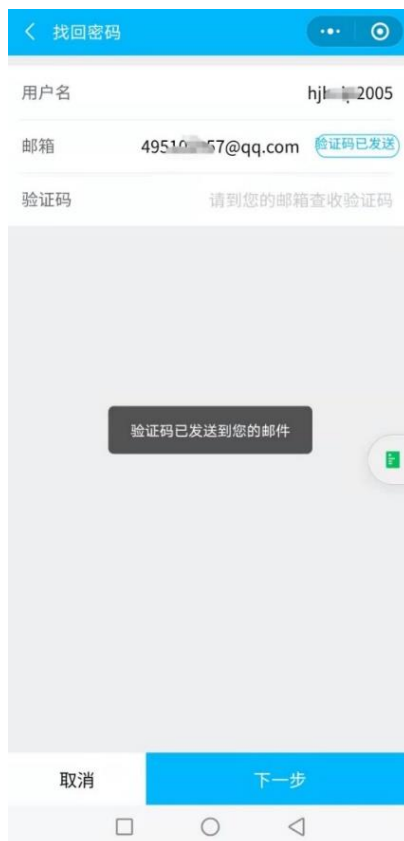 找回密码
用户名 2005
邮箱 57@qq.com 验证码已发送
验证码 请到您的邮箱查收验证码
验证码已发送到您的邮件
取消 下一步